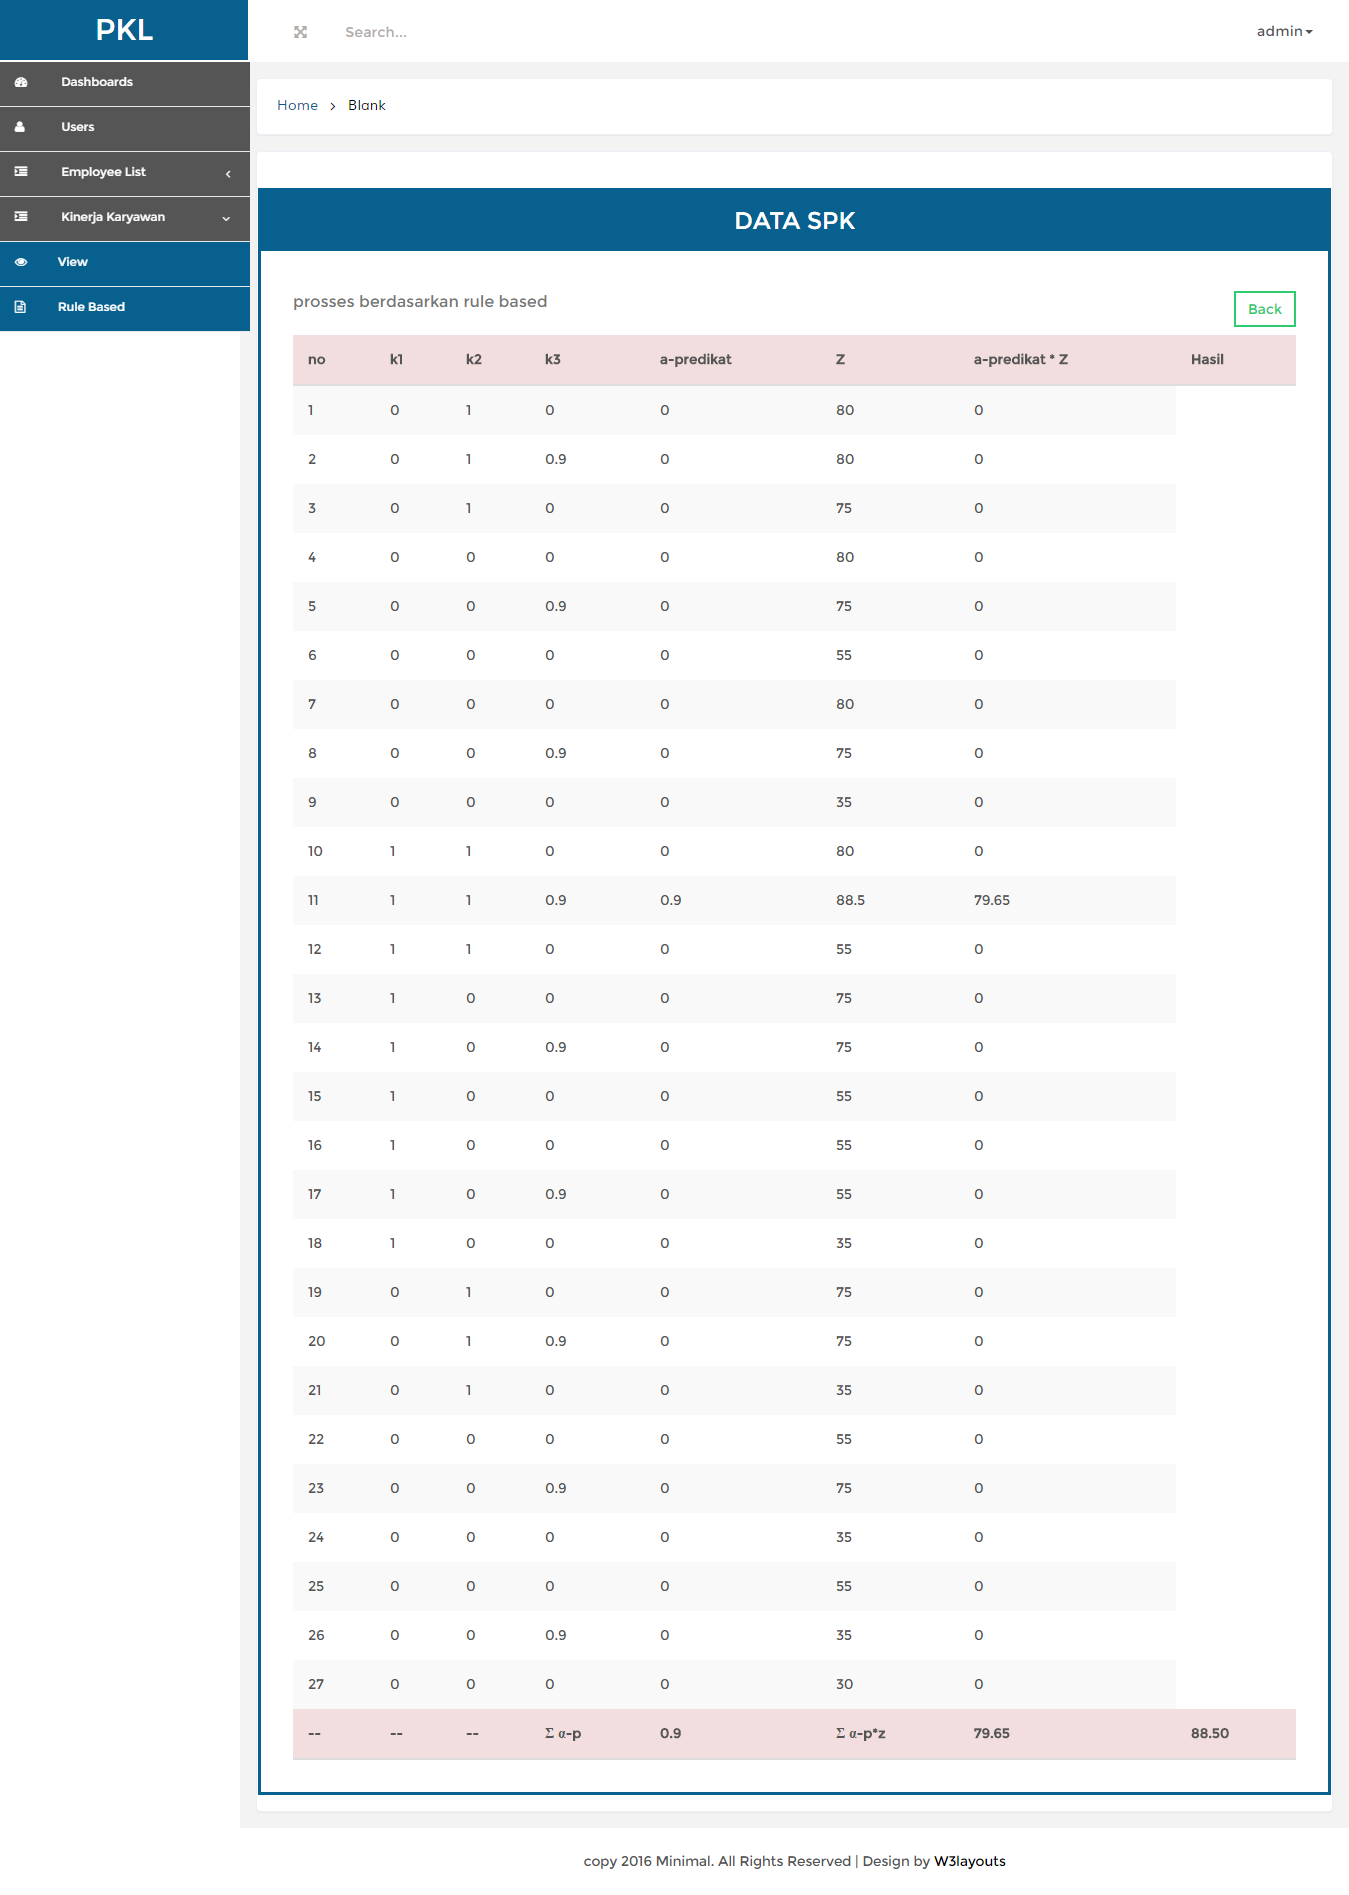 PKL
Search...
admin
Dashboards
Users
Employee List
Kinerja Karyawan
View
Rule Based
Home > Blank
DATA SPK
prosses berdasarkan rule based
Back
no k1 k2 k3 a-predikat Z a-predikat * Z Hasil
1 0 1 0 0 80 0
2 0 1 0.9 0 80 0
3 0 1 0 0 75 0
4 0 0 0 0 80 0
5 0 0 0.9 0 75 0
6 0 0 0 0 55 0
7 0 0 0 0 80 0
8 0 0 0.9 0 75 0
9 0 0 0 0 35 0
10 1 1 0 0 80 0
11 1 1 0.9 0.9 88.5 79.65
12 1 1 0 0 55 0
13 1 0 0 0 75 0
14 1 0 0.9 0 75 0
15 1 0 0 0 55 0
16 1 0 0 0 55 0
17 1 0 0.9 0 55 0
18 1 0 0 0 35 0
19 0 1 0 0 75 0
20 0 1 0.9 0 75 0
21 0 1 0 0 35 0
22 0 0 0 0 55 0
23 0 0 0.9 0 75 0
24 0 0 0 0 35 0
25 0 0 0 0 55 0
26 0 0 0.9 0 35 0
27 0 0 0 0 30 0
-- -- -- Σ α-p 0.9 Σ α-p*z 79.65 88.50
copy 2016 Minimal. All Rights Reserved | Design by W3layouts